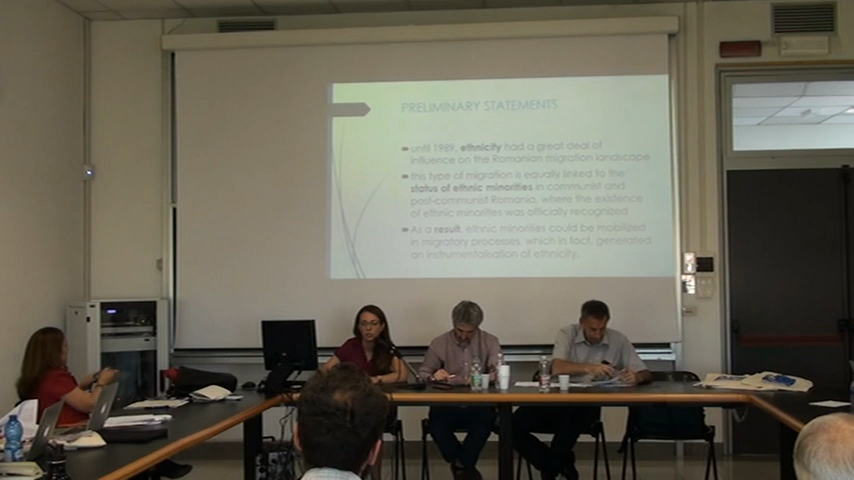 PRELIMINARY STATEMENTS
until 1989, ethnicity had a great deal of
influence on the Romanian migration landscape
this type of migration is equally linked to the
status of ethnic minorities in communist and
post-communist Romania, where the existence
of ethnic minorities was officially recognized
As a result, ethnic minorities could be mobilized
in migratory processes, which in fact, generated
an instrumentalisation of ethnicity.